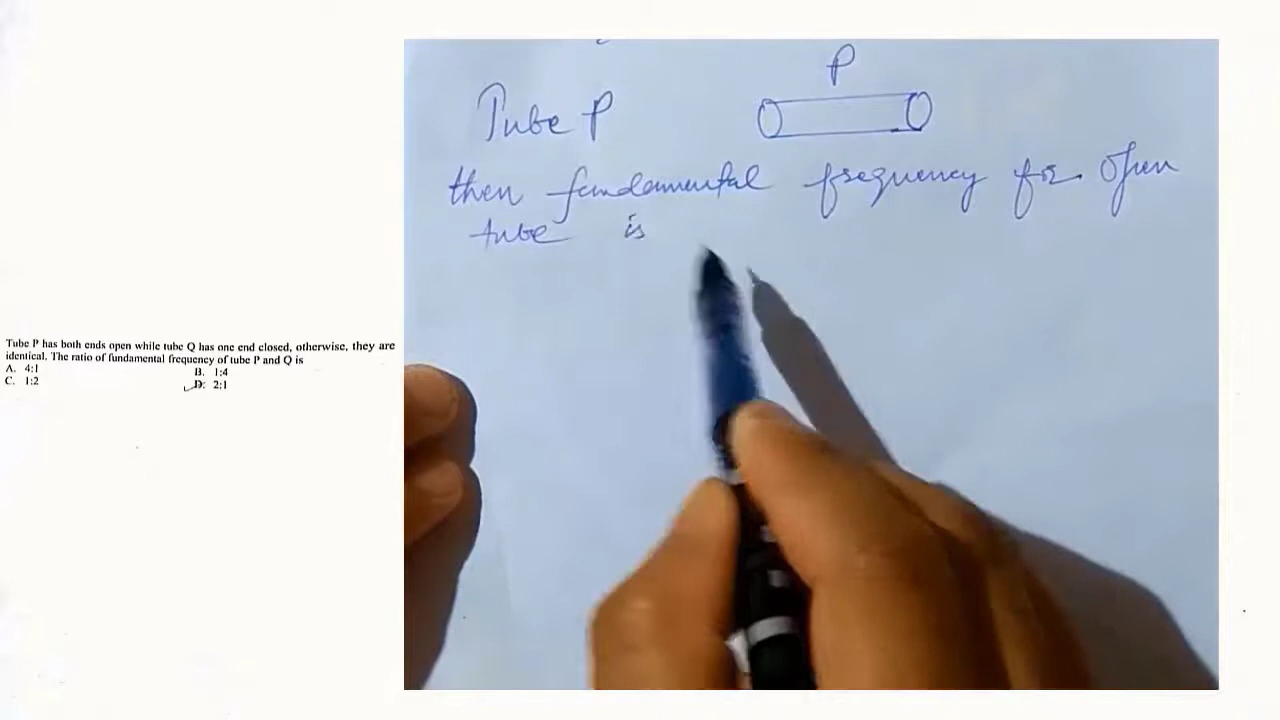 Tube P has both ends open while tube Q has one end closed, otherwise, they are
identical. The ratio of fundamental frequency of tube P and Q is
A. 4:1 B. 1:4
C. 1:2 D. 2:1
P
Tube P
then fundamental frequency for open
tube is